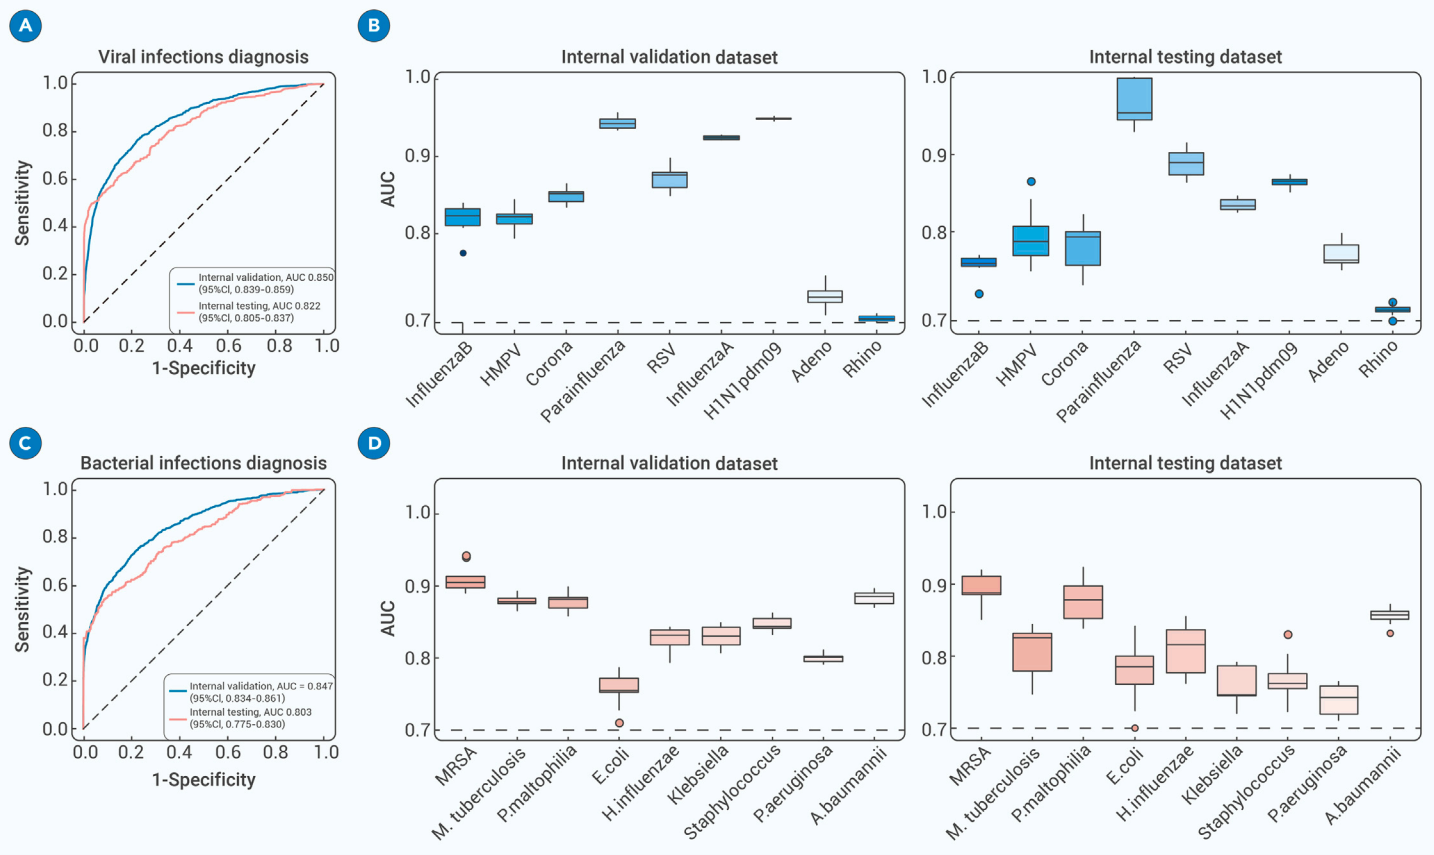 A
Viral infections diagnosis
1.0
0.8
0.6
0.4
0.2
0.0
Sensitivity
Internal validation, AUC 0.850
(95%CI, 0.839-0.859)
Internal testing, AUC 0.822
(95%CI, 0.805-0.837)
0.0 0.2 0.4 0.6 0.8 1.0
1-Specificity
B
Internal validation dataset
1.0
0.9
0.8
0.7
AUC
InfluenzaB
HMPV
Corona
Parainfluenza
RSV
InfluenzaA
H1N1pdm09
Adeno
Rhino
Internal testing dataset
1.0
0.9
0.8
0.7
InfluenzaB
HMPV
Corona
Parainfluenza
RSV
InfluenzaA
H1N1pdm09
Adeno
Rhino
C
Bacterial infections diagnosis
1.0
0.8
0.6
0.4
0.2
0.0
Sensitivity
Internal validation, AUC = 0.847
(95%CI, 0.834-0.861)
Internal testing, AUC 0.803
(95%CI, 0.775-0.830)
0.0 0.2 0.4 0.6 0.8 1.0
1-Specificity
D
Internal validation dataset
1.0
0.9
0.8
0.7
AUC
MRSA
M. tuberculosis
P.maltophilia
E.coli
H.influenzae
Klebsiella
Staphylococcus
P.aeruginosa
A.baumannii
Internal testing dataset
1.0
0.9
0.8
0.7
MRSA
M. tuberculosis
P.maltophilia
E.coli
H.influenzae
Klebsiella
Staphylococcus
P.aeruginosa
A.baumannii